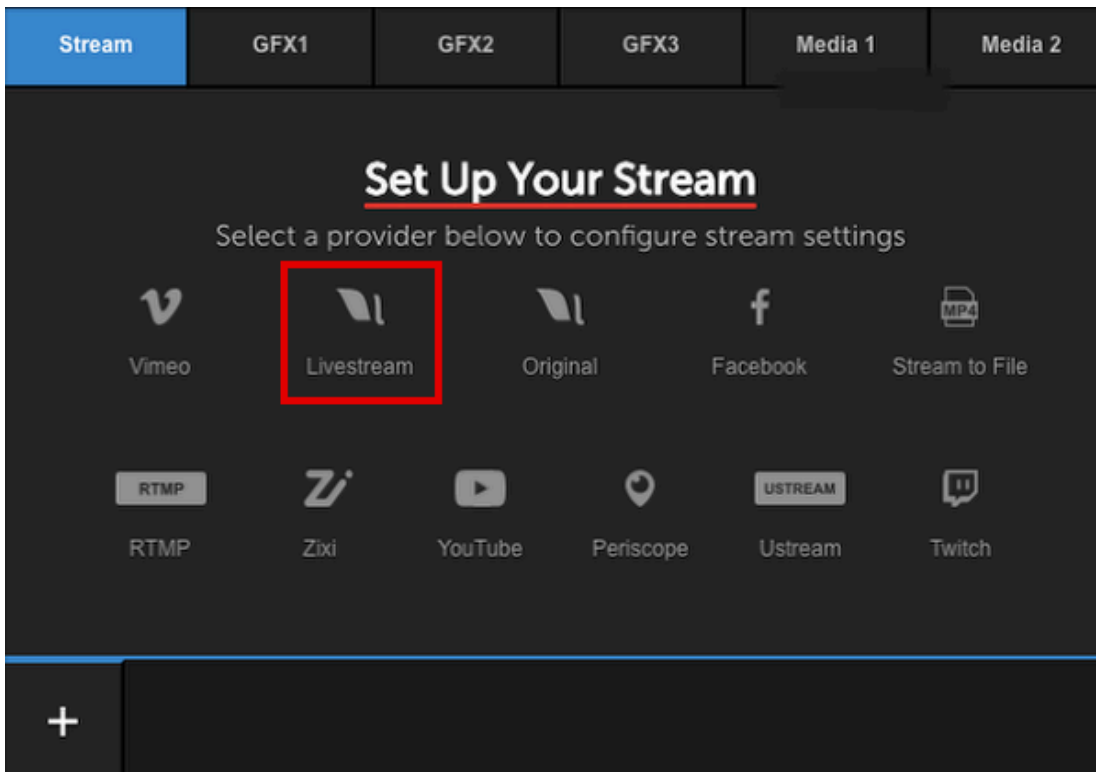 Stream GFX1 GFX2 GFX3 Media 1 Media 2
Set Up Your Stream
Select a provider below to configure stream settings
MP4
Vimeo Livestream Original Facebook Stream to File
RTMP USTREAM
RTMP Zixi YouTube Periscope Ustream Twitch
+